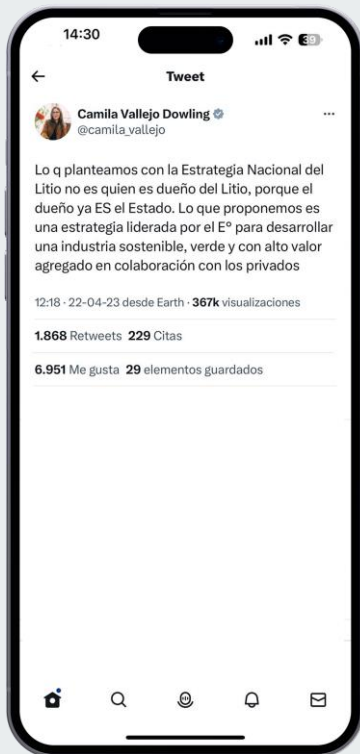 14:30
39
Tweet
Camila Vallejo Dowling
@camila_vallejo
Lo q planteamos con la Estrategia Nacional del
Litio no es quien es dueño del Litio, porque el
dueño ya ES el Estado. Lo que proponemos es
una estrategia liderada por el Eº para desarrollar
una industria sostenible, verde y con alto valor
agregado en colaboración con los privados
12:18 · 22-04-23 desde Earth · 367k visualizaciones
1.868 Retweets 229 Citas
6.951 Me gusta 29 elementos guardados